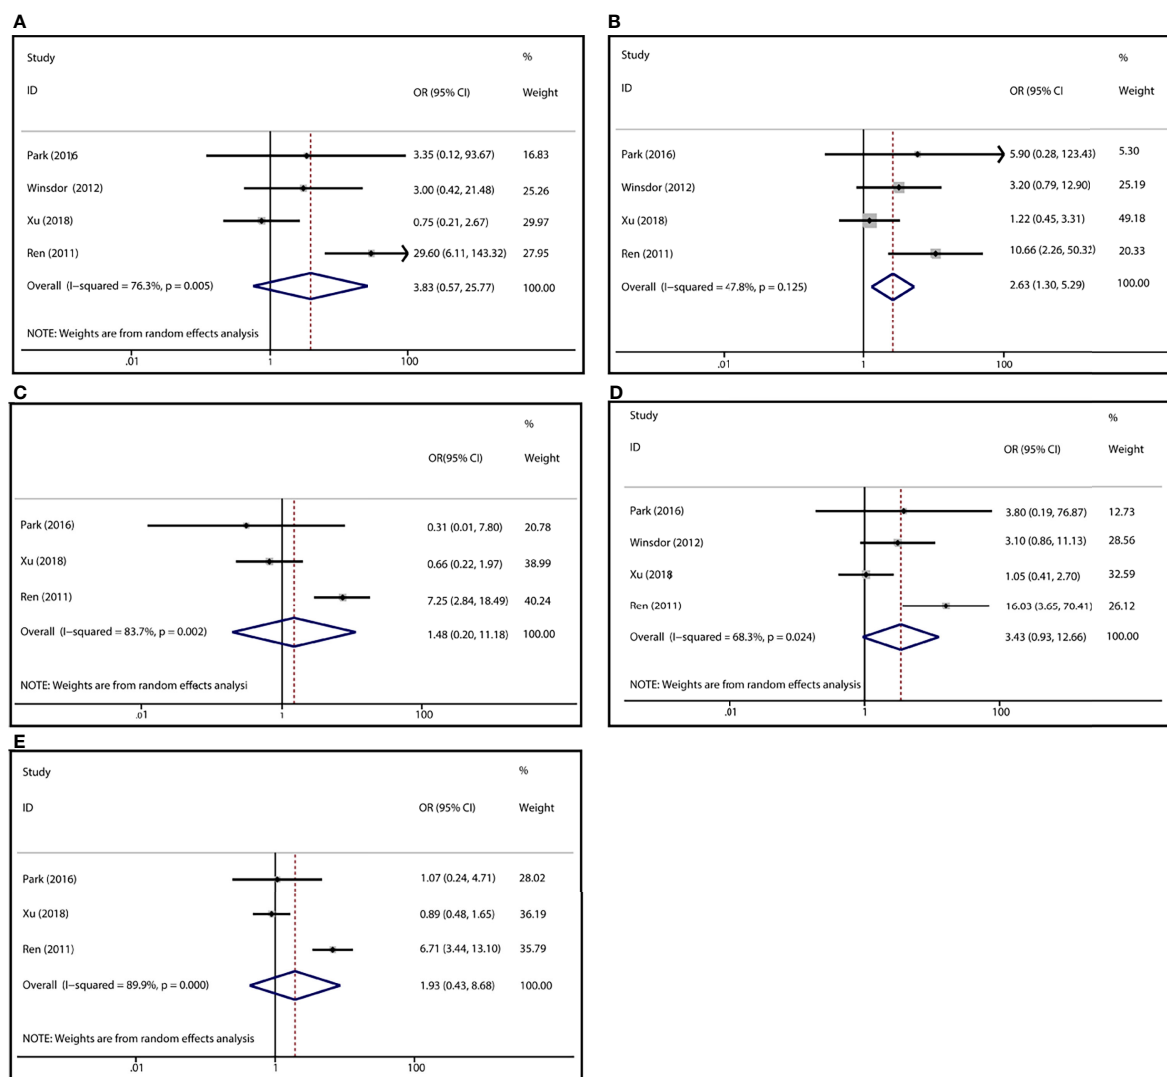 A
Study %
ID OR (95% CI) Weight
Park (2016 3.35 (0.12, 93.67) 16.83
Winsdor (2012) 3.00 (0.42, 21.48) 25.26
Xu (2018) 0.75 (0.21, 2.67) 29.97
Ren (2011) 29.60 (6.11, 143.32) 27.95
Overall (I−squared = 76.3%, p = 0.005) 3.83 (0.57, 25.77) 100.00
NOTE: Weights are from random effects analysis
.01 1 100
B
Study %
ID OR (95% CI Weight
Park (2016) 5.90 (0.28, 123.43) 5.30
Winsdor (2012) 3.20 (0.79, 12.90) 25.19
Xu (2018) 1.22 (0.45, 3.31) 49.18
Ren (2011) 10.66 (2.26, 50.32) 20.33
Overall (I−squared = 47.8%, p = 0.125) 2.63 (1.30, 5.29) 100.00
.01 1 100
C
%
OR(95% CI) Weight
Park (2016) 0.31 (0.01, 7.80) 20.78
Xu (2018) 0.66 (0.22, 1.97) 38.99
Ren (2011) 7.25 (2.84, 18.49) 40.24
Overall (I−squared = 83.7%, p = 0.002) 1.48 (0.20, 11.18) 100.00
NOTE: Weights are from random effects analysi
.01 1 100
D
Study %
ID OR (95% CI) Weight
Park (2016) 3.80 (0.19, 76.87) 12.73
Winsdor (2012) 3.10 (0.86, 11.13) 28.56
Xu (2018 1.05 (0.41, 2.70) 32.59
Ren (2011) 16.03 (3.65, 70.41) 26.12
Overall (I−squared = 68.3%, p = 0.024) 3.43 (0.93, 12.66) 100.00
NOTE: Weights are from random effects analysis
.01 1 100
E
Study %
ID OR (95% CI) Weight
Park (2016) 1.07 (0.24, 4.71) 28.02
Xu (2018) 0.89 (0.48, 1.65) 36.19
Ren (2011) 6.71 (3.44, 13.10) 35.79
Overall (I−squared = 89.9%, p = 0.000) 1.93 (0.43, 8.68) 100.00
NOTE: Weights are from random effects analysis
.01 1 100